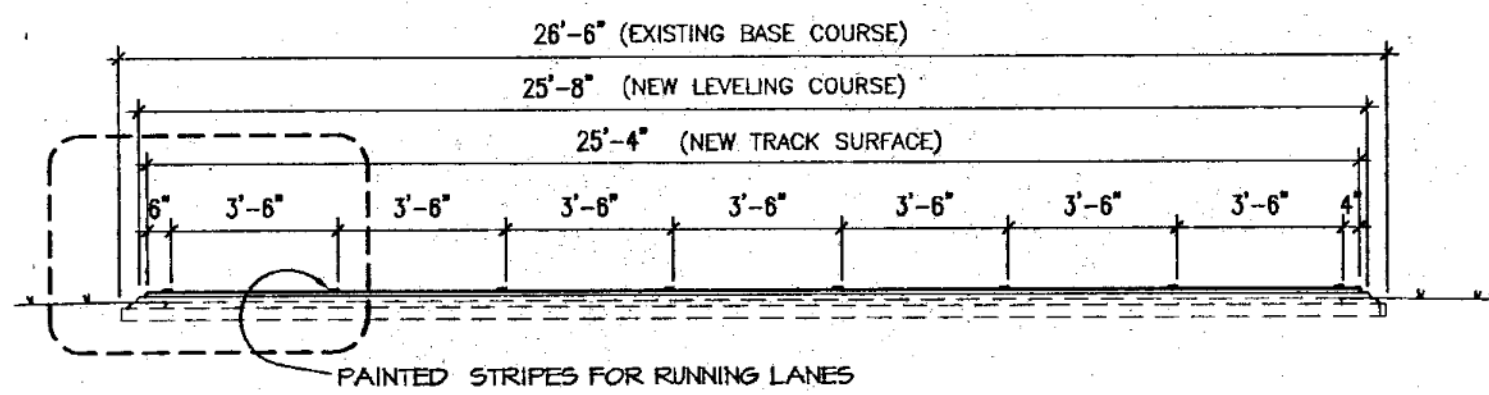 26'-6" (EXISTING BASE COURSE)
25'-8" (NEW LEVELING COURSE)
25'-4" (NEW TRACK SURFACE)
6" 3'-6" 3'-6" 3'-6" 3'-6" 3'-6" 3'-6" 3'-6" 4"
PAINTED STRIPES FOR RUNNING LANES